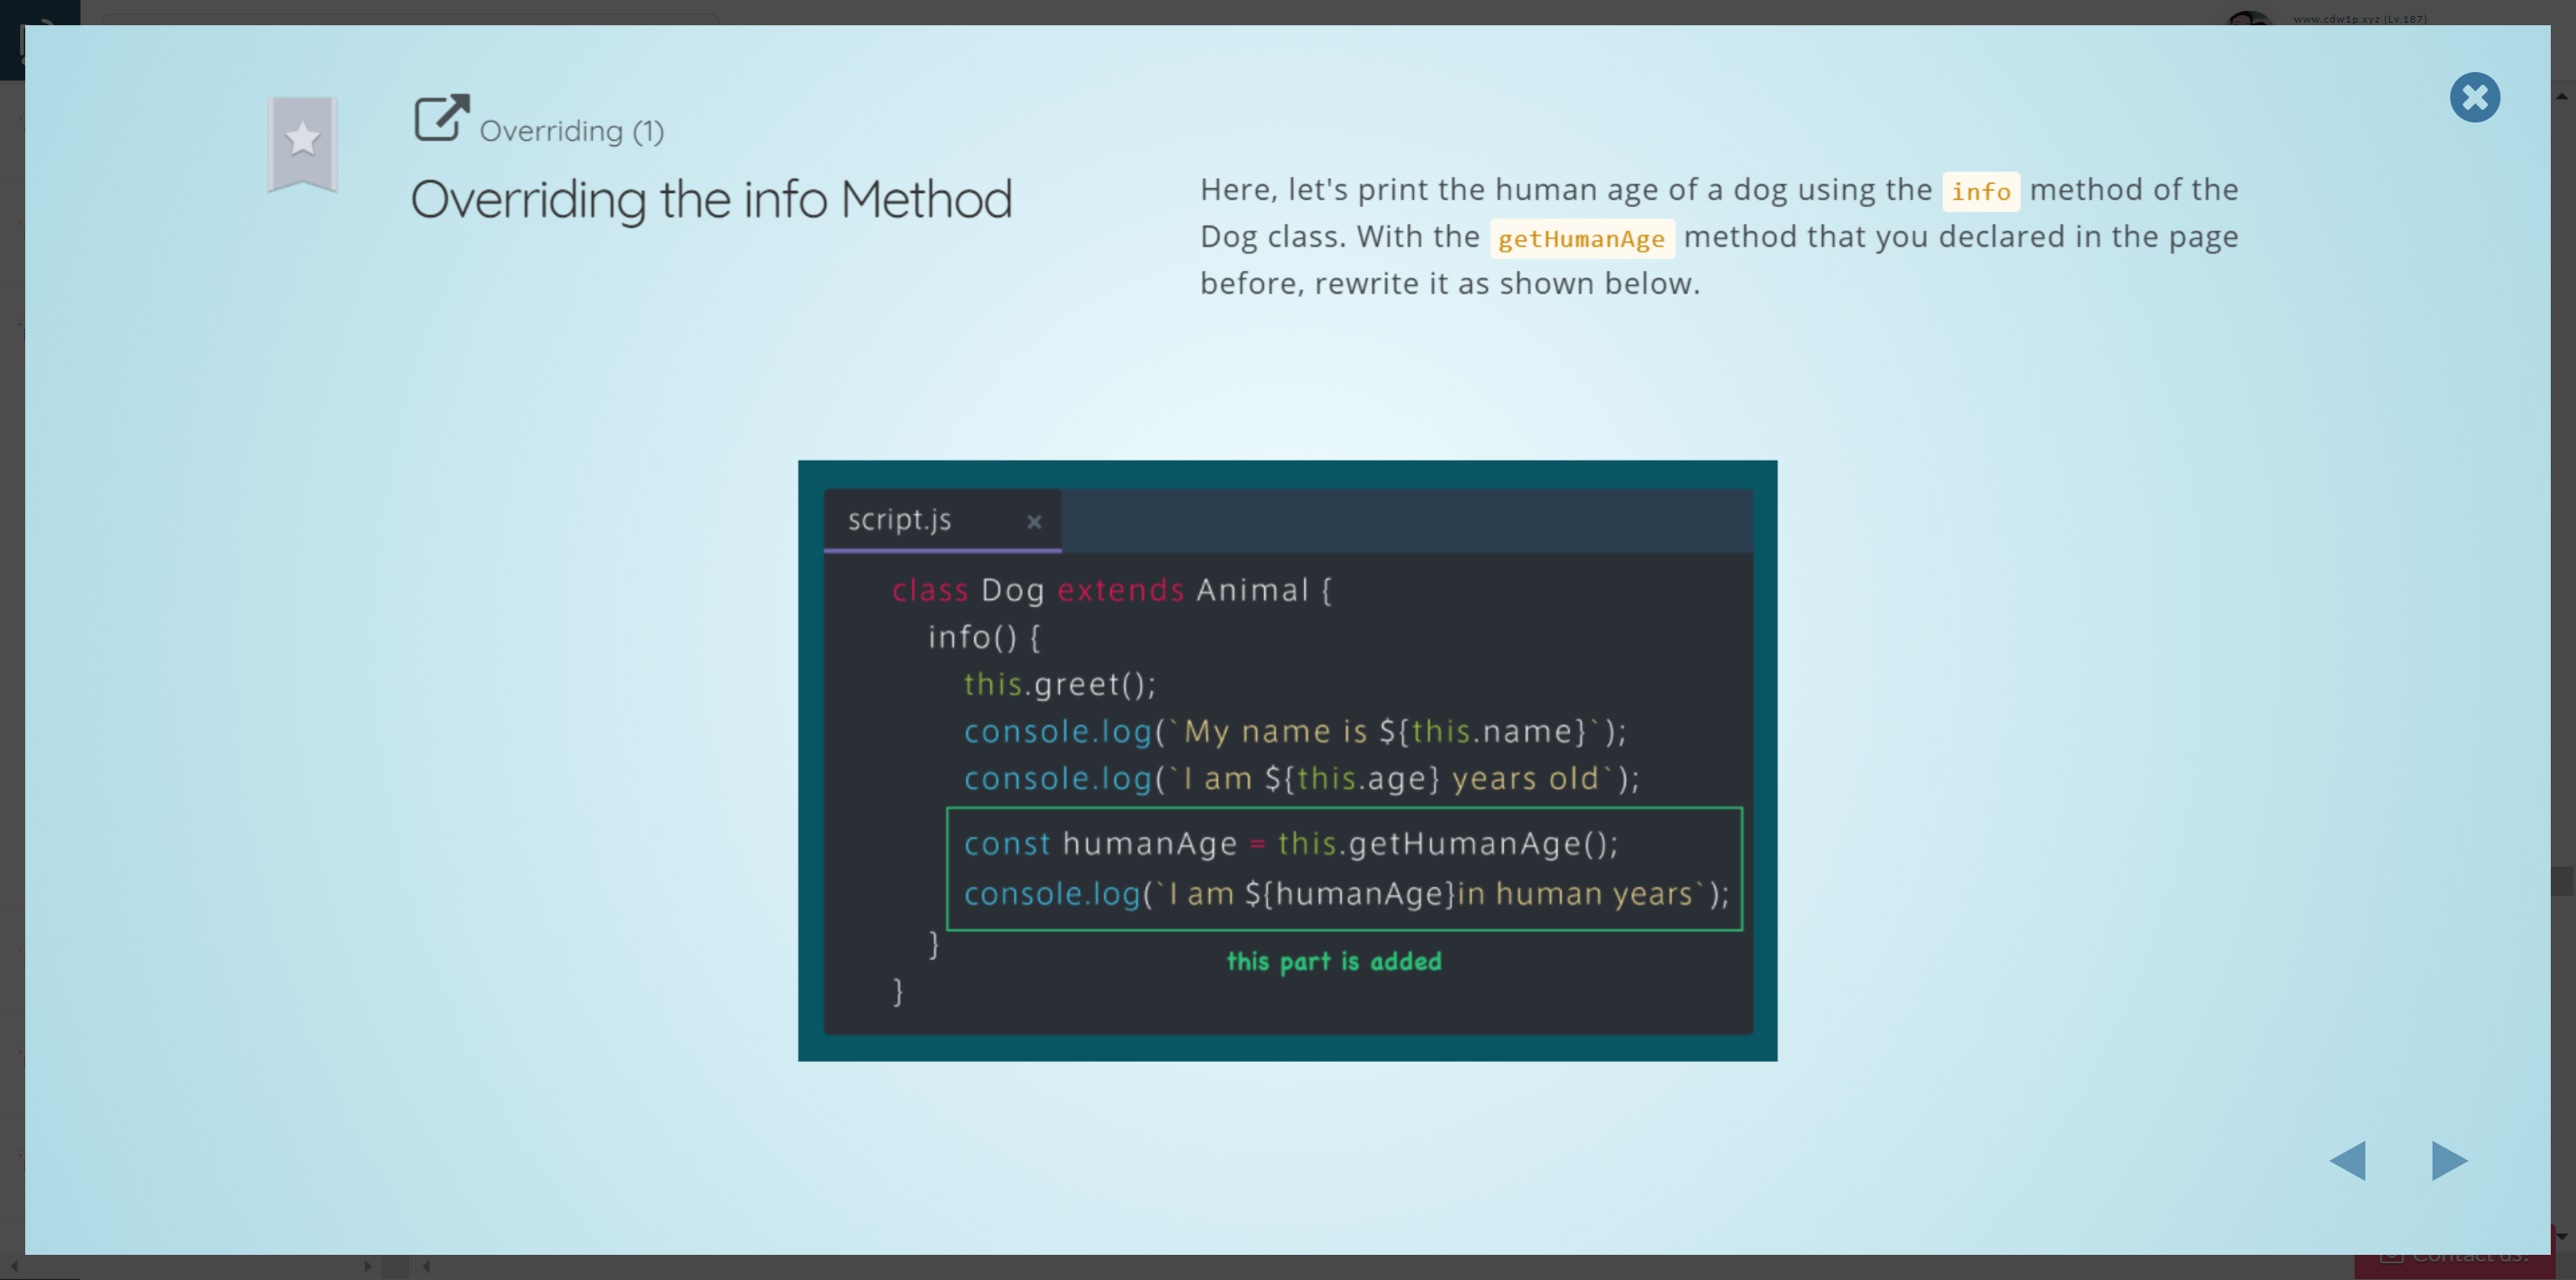 www.cdw1p.xyz (Lv.187)
Overriding (1)
Overriding the info Method
Here, let's print the human age of a dog using the info method of the
Dog class. With the getHumanAge method that you declared in the page
before, rewrite it as shown below.
script.js
class Dog extends Animal {
info() {
this.greet();
console.log(`My name is ${this.name}`);
console.log(`I am ${this.age} years old`);
const humanAge = this.getHumanAge();
console.log(`I am ${humanAge}in human years`);
}
this part is added
}
Contact us!